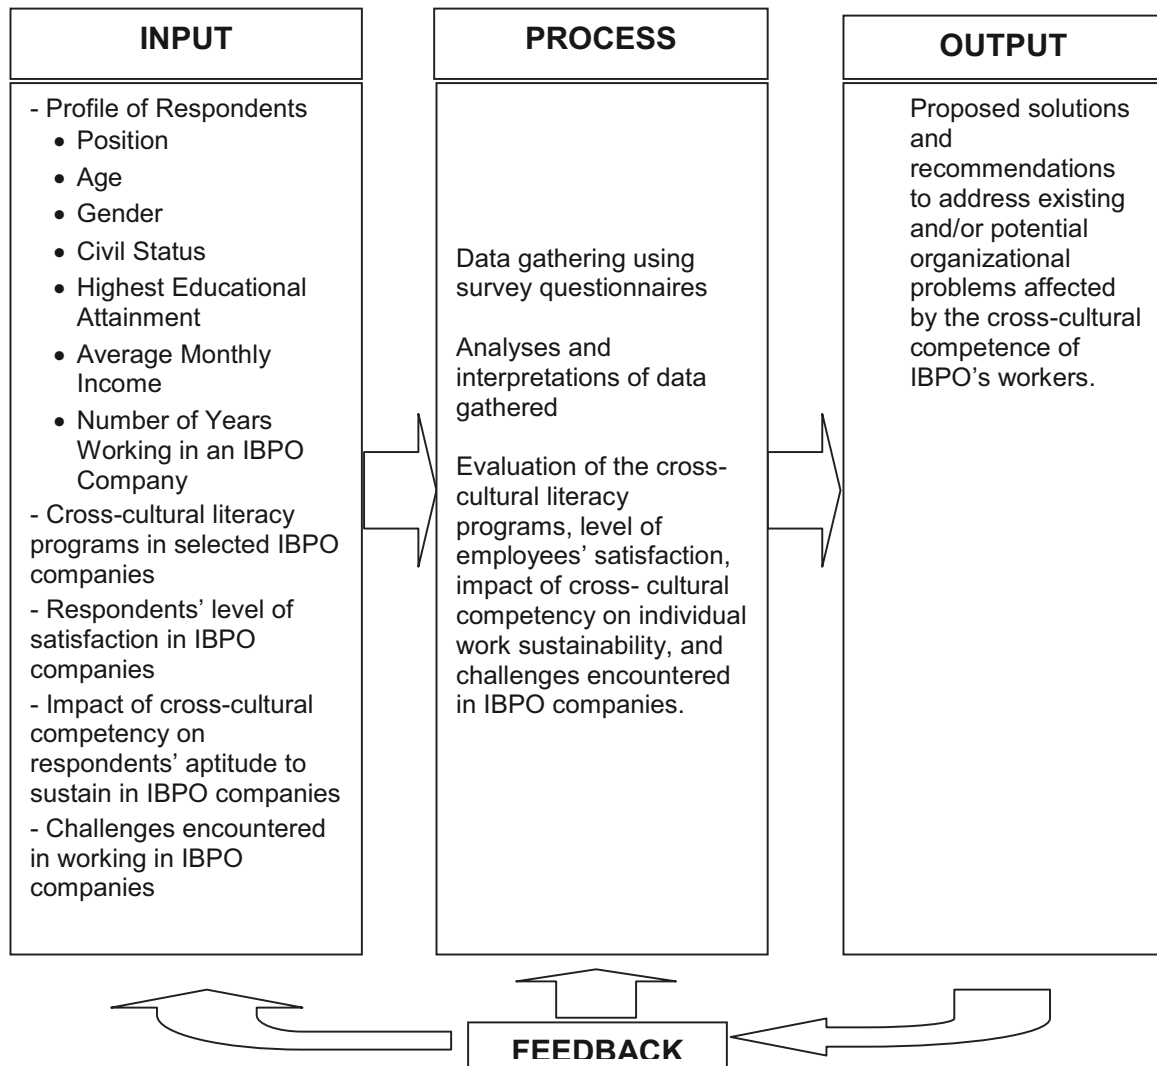 INPUT
- Profile of Respondents
• Position
• Age
• Gender
• Civil Status
• Highest Educational
Attainment
• Average Monthly
Income
• Number of Years
Working in an IBPO
Company
- Cross-cultural literacy
programs in selected IBPO
companies
- Respondents’ level of
satisfaction in IBPO
companies
- Impact of cross-cultural
competency on
respondents’ aptitude to
sustain in IBPO companies
- Challenges encountered
in working in IBPO
companies
PROCESS
Data gathering using
survey questionnaires
Analyses and
interpretations of data
gathered
Evaluation of the cross-
cultural literacy
programs, level of
employees’ satisfaction,
impact of cross- cultural
competency on individual
work sustainability, and
challenges encountered
in IBPO companies.
OUTPUT
Proposed solutions
and
recommendations
to address existing
and/or potential
organizational
problems affected
by the cross-cultural
competence of
IBPO’s workers.
FEEDBACK